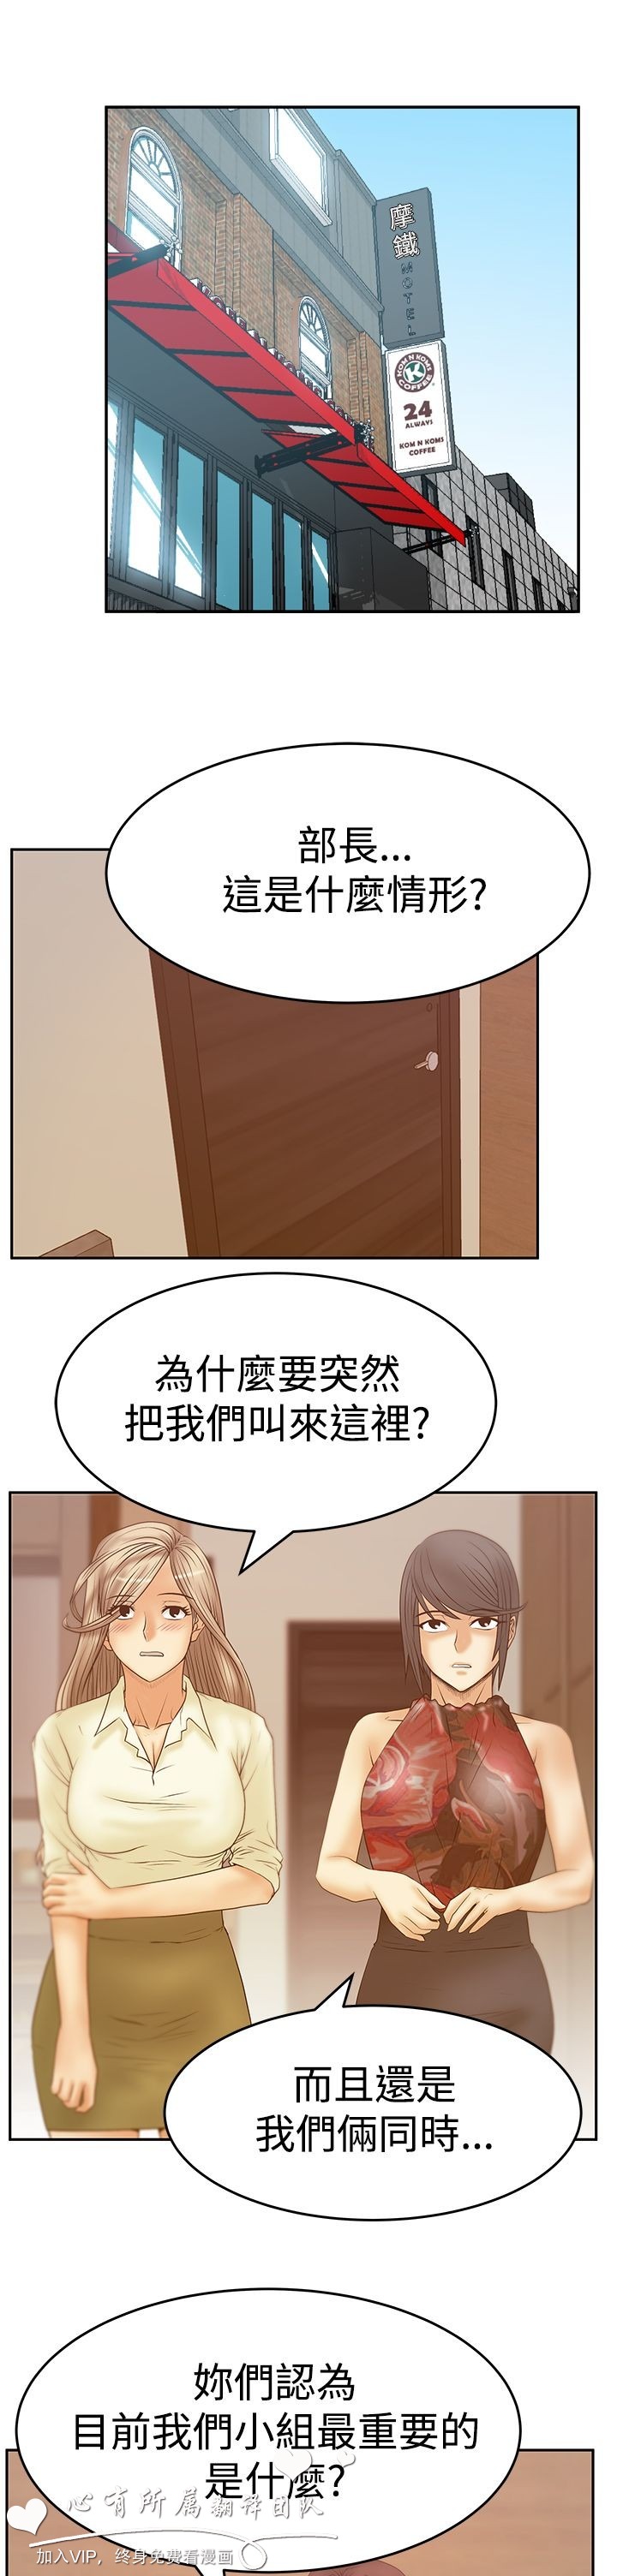 摩鐵
MOTEL
KOM N KOMS
COFFEE
24
ALWAYS
KOM N KOMS
COFFEE
部長...
這是什麼情形?
為什麼要突然
把我們叫來這裡?
而且還是
我們倆同時...
妳們認為
目前我們小組最重要的
是什麼?
心有所属翻译团队
加入VIP，终身免费看漫画